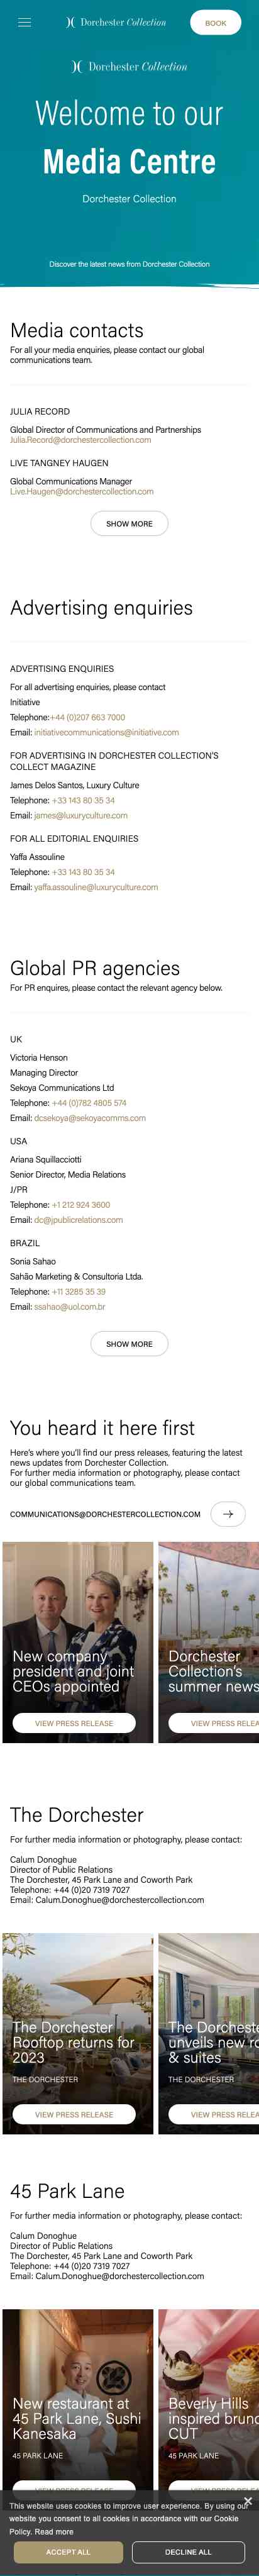 Dorchester Collection
BOOK
Dorchester Collection
Welcome to our
Media Centre
Dorchester Collection
Discover the latest news from Dorchester Collection
Media contacts
For all your media enquiries, please contact our global
communications team.
JULIA RECORD
Global Director of Communications and Partnerships
Julia.Record@dorchestercollection.com
LIVE TANGNEY HAUGEN
Global Communications Manager
Live.Haugen@dorchestercollection.com
SHOW MORE
Advertising enquiries
ADVERTISING ENQUIRIES
For all advertising enquiries, please contact
Initiative
Telephone:+44 (0)207 663 7000
Email: initiativecommunications@initiative.com
FOR ADVERTISING IN DORCHESTER COLLECTION'S
COLLECT MAGAZINE
James Delos Santos, Luxury Culture
Telephone: +33 143 80 35 34
Email: james@luxuryculture.com
FOR ALL EDITORIAL ENQUIRIES
Yaffa Assouline
Telephone: +33 143 80 35 34
Email: yaffa.assouline@luxuryculture.com
Global PR agencies
For PR enquires, please contact the relevant agency below.
UK
Victoria Henson
Managing Director
Sekoya Communications Ltd
Telephone: +44 (0)782 4805 574
Email: dcsekoya@sekoyacomms.com
USA
Ariana Squillacciotti
Senior Director, Media Relations
J/PR
Telephone: +1 212 924 3600
Email: dc@jpublicrelations.com
BRAZIL
Sonia Sahao
Sahão Marketing & Consultoria Ltda.
Telephone: +11 3285 35 39
Email: ssahao@uol.com.br
SHOW MORE
You heard it here first
Here's where you'll find our press releases, featuring the latest
news updates from Dorchester Collection.
For further media information or photography, please contact
our global communications team.
COMMUNICATIONS@DORCHESTERCOLLECTION.COM
New company
president and joint
CEOs appointed
VIEW PRESS RELEASE
Dorchester
Collection's
summer news
VIEW PRESS RELEA
The Dorchester
For further media information or photography, please contact:
Calum Donoghue
Director of Public Relations
The Dorchester, 45 Park Lane and Coworth Park
Telephone: +44 (0)20 7319 7027
Email: Calum.Donoghue@dorchestercollection.com
The Dorchester
Rooftop returns for
2023
THE DORCHESTER
VIEW PRESS RELEASE
The Dorcheste
unveils new ro
& suites
THE DORCHESTER
VIEW PRESS RELEA
45 Park Lane
For further media information or photography, please contact:
Calum Donoghue
Director of Public Relations
The Dorchester, 45 Park Lane and Coworth Park
Telephone: +44 (0)20 7319 7027
Email: Calum.Donoghue@dorchestercollection.com
New restaurant at
45 Park Lane, Sushi
Kanesaka
45 PARK LANE
VIEW PRESS RELEASE
Beverly Hills
inspired brunc
CUT
45 PARK LANE
VIEW PRESS RELEA
This website uses cookies to improve user experience. By using our
website you consent to all cookies in accordance with our Cookie
Policy. Read more
ACCEPT ALL
DECLINE ALL